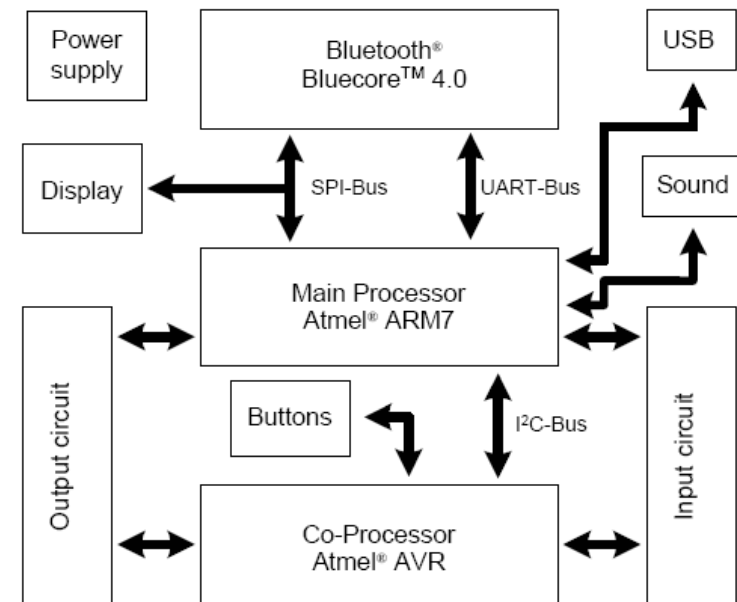 Power
supply
Bluetooth®
Bluecore™ 4.0
USB
Display
SPI-Bus
UART-Bus
Sound
Main Processor
Atmel® ARM7
Output circuit
Buttons
I²C-Bus
Input circuit
Co-Processor
Atmel® AVR